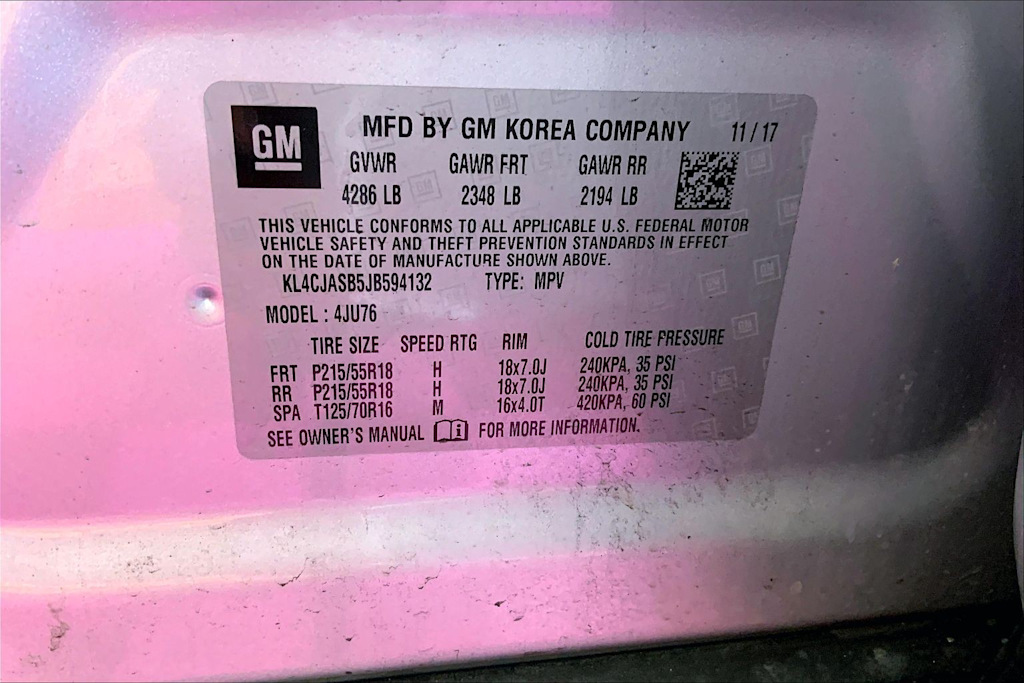 GM
MFD BY GM KOREA COMPANY 11/17
GVWR GAWR FRT GAWR RR
4286 LB 2348 LB 2194 LB
THIS VEHICLE CONFORMS TO ALL APPLICABLE U.S. FEDERAL MOTOR
VEHICLE SAFETY AND THEFT PREVENTION STANDARDS IN EFFECT
ON THE DATE OF MANUFACTURE SHOWN ABOVE.
KL4CJASB5JB594132 TYPE: MPV
MODEL : 4JU76
TIRE SIZE SPEED RTG RIM COLD TIRE PRESSURE
FRT P215/55R18 H 18x7.0J 240KPA, 35 PSI
RR P215/55R18 H 18x7.0J 240KPA, 35 PSI
SPA T125/70R16 M 16x4.0T 420KPA, 60 PSI
SEE OWNER'S MANUAL FOR MORE INFORMATION.